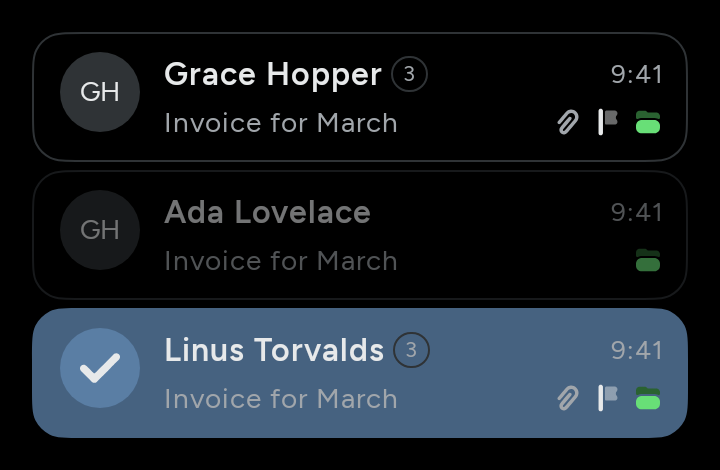 GH
Grace Hopper 3
9:41
Invoice for March
GH
Ada Lovelace
9:41
Invoice for March
Linus Torvalds 3
9:41
Invoice for March